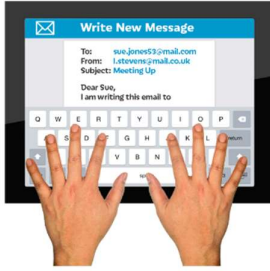 Write New Message
To: sue.jones53@mail.com
From: l.stevens@mail.co.uk
Subject: Meeting Up
Dear Sue,
I am writing this email to
Q W E R T Y U I O P
S D G H K L return
V B N